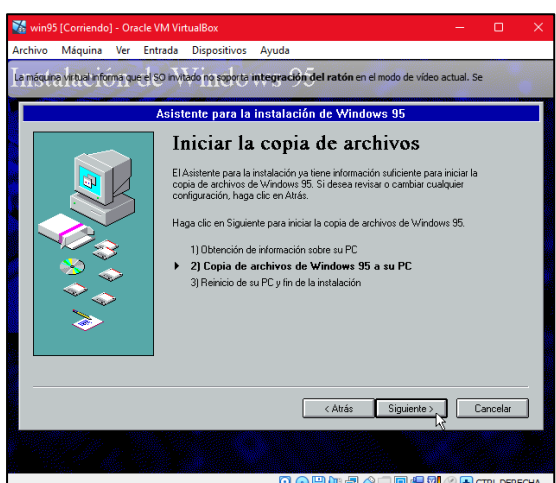 win95 [Corriendo] - Oracle VM VirtualBox
Archivo Máquina Ver Entrada Dispositivos Ayuda
La máquina virtual informa que el SO invitado no soporta integración del ratón en el modo de vídeo actual. Se
Instalación de Windows 95
Asistente para la instalación de Windows 95
Iniciar la copia de archivos
El Asistente para la instalación ya tiene información suficiente para iniciar la
copia de archivos de Windows 95. Si desea revisar o cambiar cualquier
configuración, haga clic en Atrás.
Haga clic en Siguiente para iniciar la copia de archivos de Windows 95.
1) Obtención de información sobre su PC
2) Copia de archivos de Windows 95 a su PC
3) Reinicio de su PC y fin de la instalación
< Atrás Siguiente > Cancelar
CTRL DERECHA